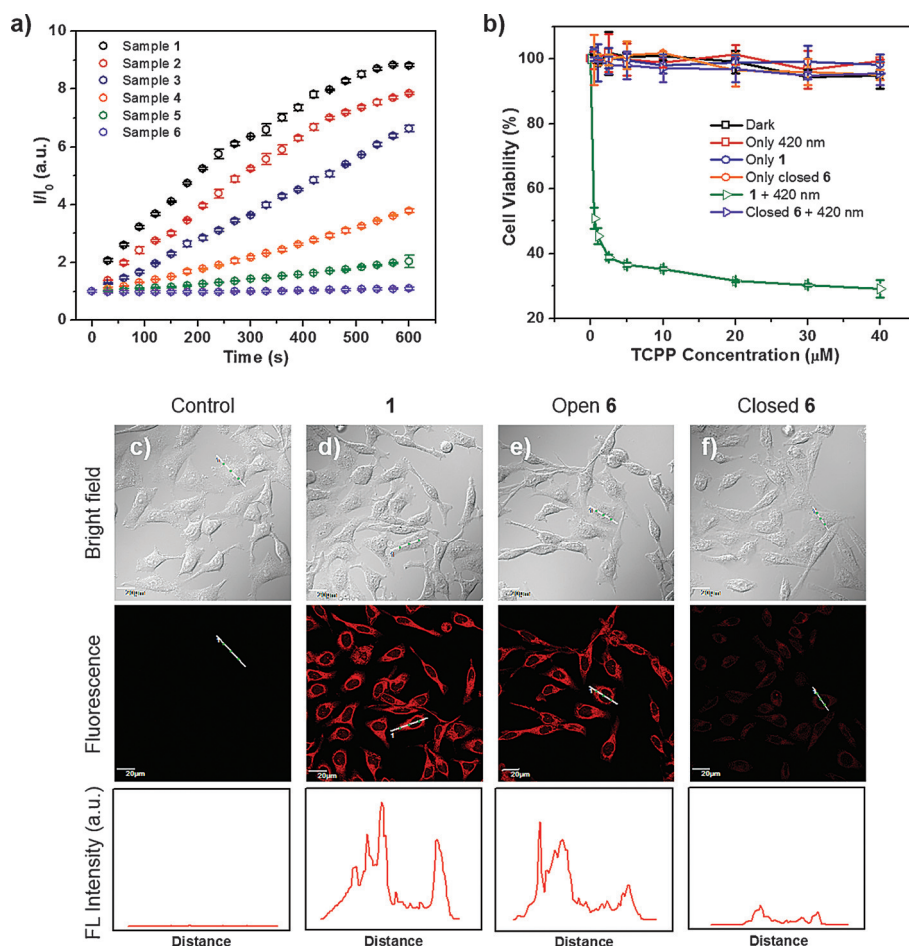 a)
I/I0 (a.u.)
10
8
6
4
2
0
Sample 1
Sample 2
Sample 3
Sample 4
Sample 5
Sample 6
0 100 200 300 400 500 600
Time (s)
b)
Cell Viability (%)
100
80
60
40
20
Dark
Only 420 nm
Only 1
Only closed 6
1 + 420 nm
Closed 6 + 420 nm
0 10 20 30 40
TCPP Concentration (μM)
Control 1 Open 6 Closed 6
Bright field
c) d) e) f)
20μm 20μm 20μm 20μm
Fluorescence
20μm 20μm 20μm 20μm
FL Intensity (a.u.)
Distance Distance Distance Distance